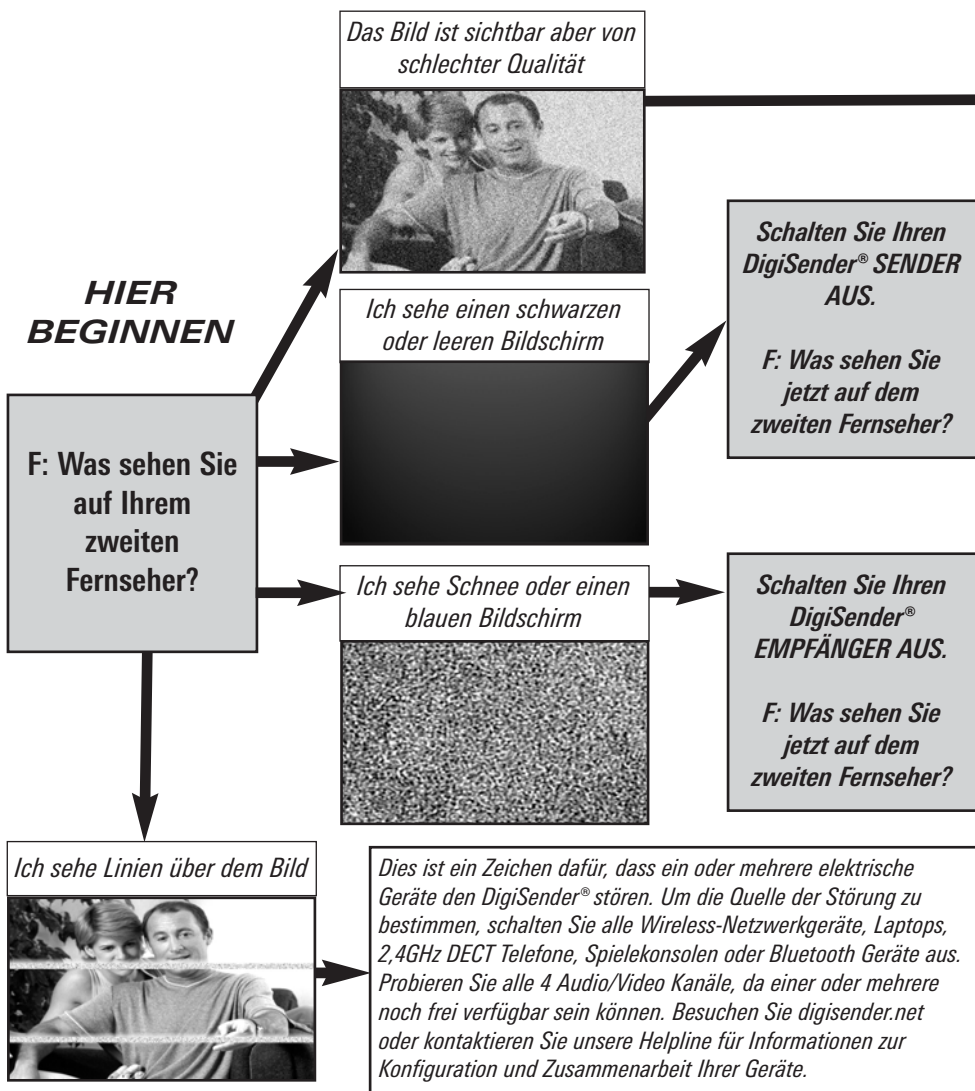 Das Bild ist sichtbar aber von
schlechter Qualität
HIER
BEGINNEN
F: Was sehen Sie
auf Ihrem
zweiten
Fernseher?
Ich sehe einen schwarzen
oder leeren Bildschirm
Schalten Sie Ihren
DigiSender® SENDER
AUS.
F: Was sehen Sie
jetzt auf dem
zweiten Fernseher?
Ich sehe Schnee oder einen
blauen Bildschirm
Schalten Sie Ihren
DigiSender®
EMPFÄNGER AUS.
F: Was sehen Sie
jetzt auf dem
zweiten Fernseher?
Ich sehe Linien über dem Bild
Dies ist ein Zeichen dafür, dass ein oder mehrere elektrische
Geräte den DigiSender® stören. Um die Quelle der Störung zu
bestimmen, schalten Sie alle Wireless-Netzwerkgeräte, Laptops,
2,4GHz DECT Telefone, Spielekonsolen oder Bluetooth Geräte aus.
Probieren Sie alle 4 Audio/Video Kanäle, da einer oder mehrere
noch frei verfügbar sein können. Besuchen Sie digisender.net
oder kontaktieren Sie unsere Helpline für Informationen zur
Konfiguration und Zusammenarbeit Ihrer Geräte.